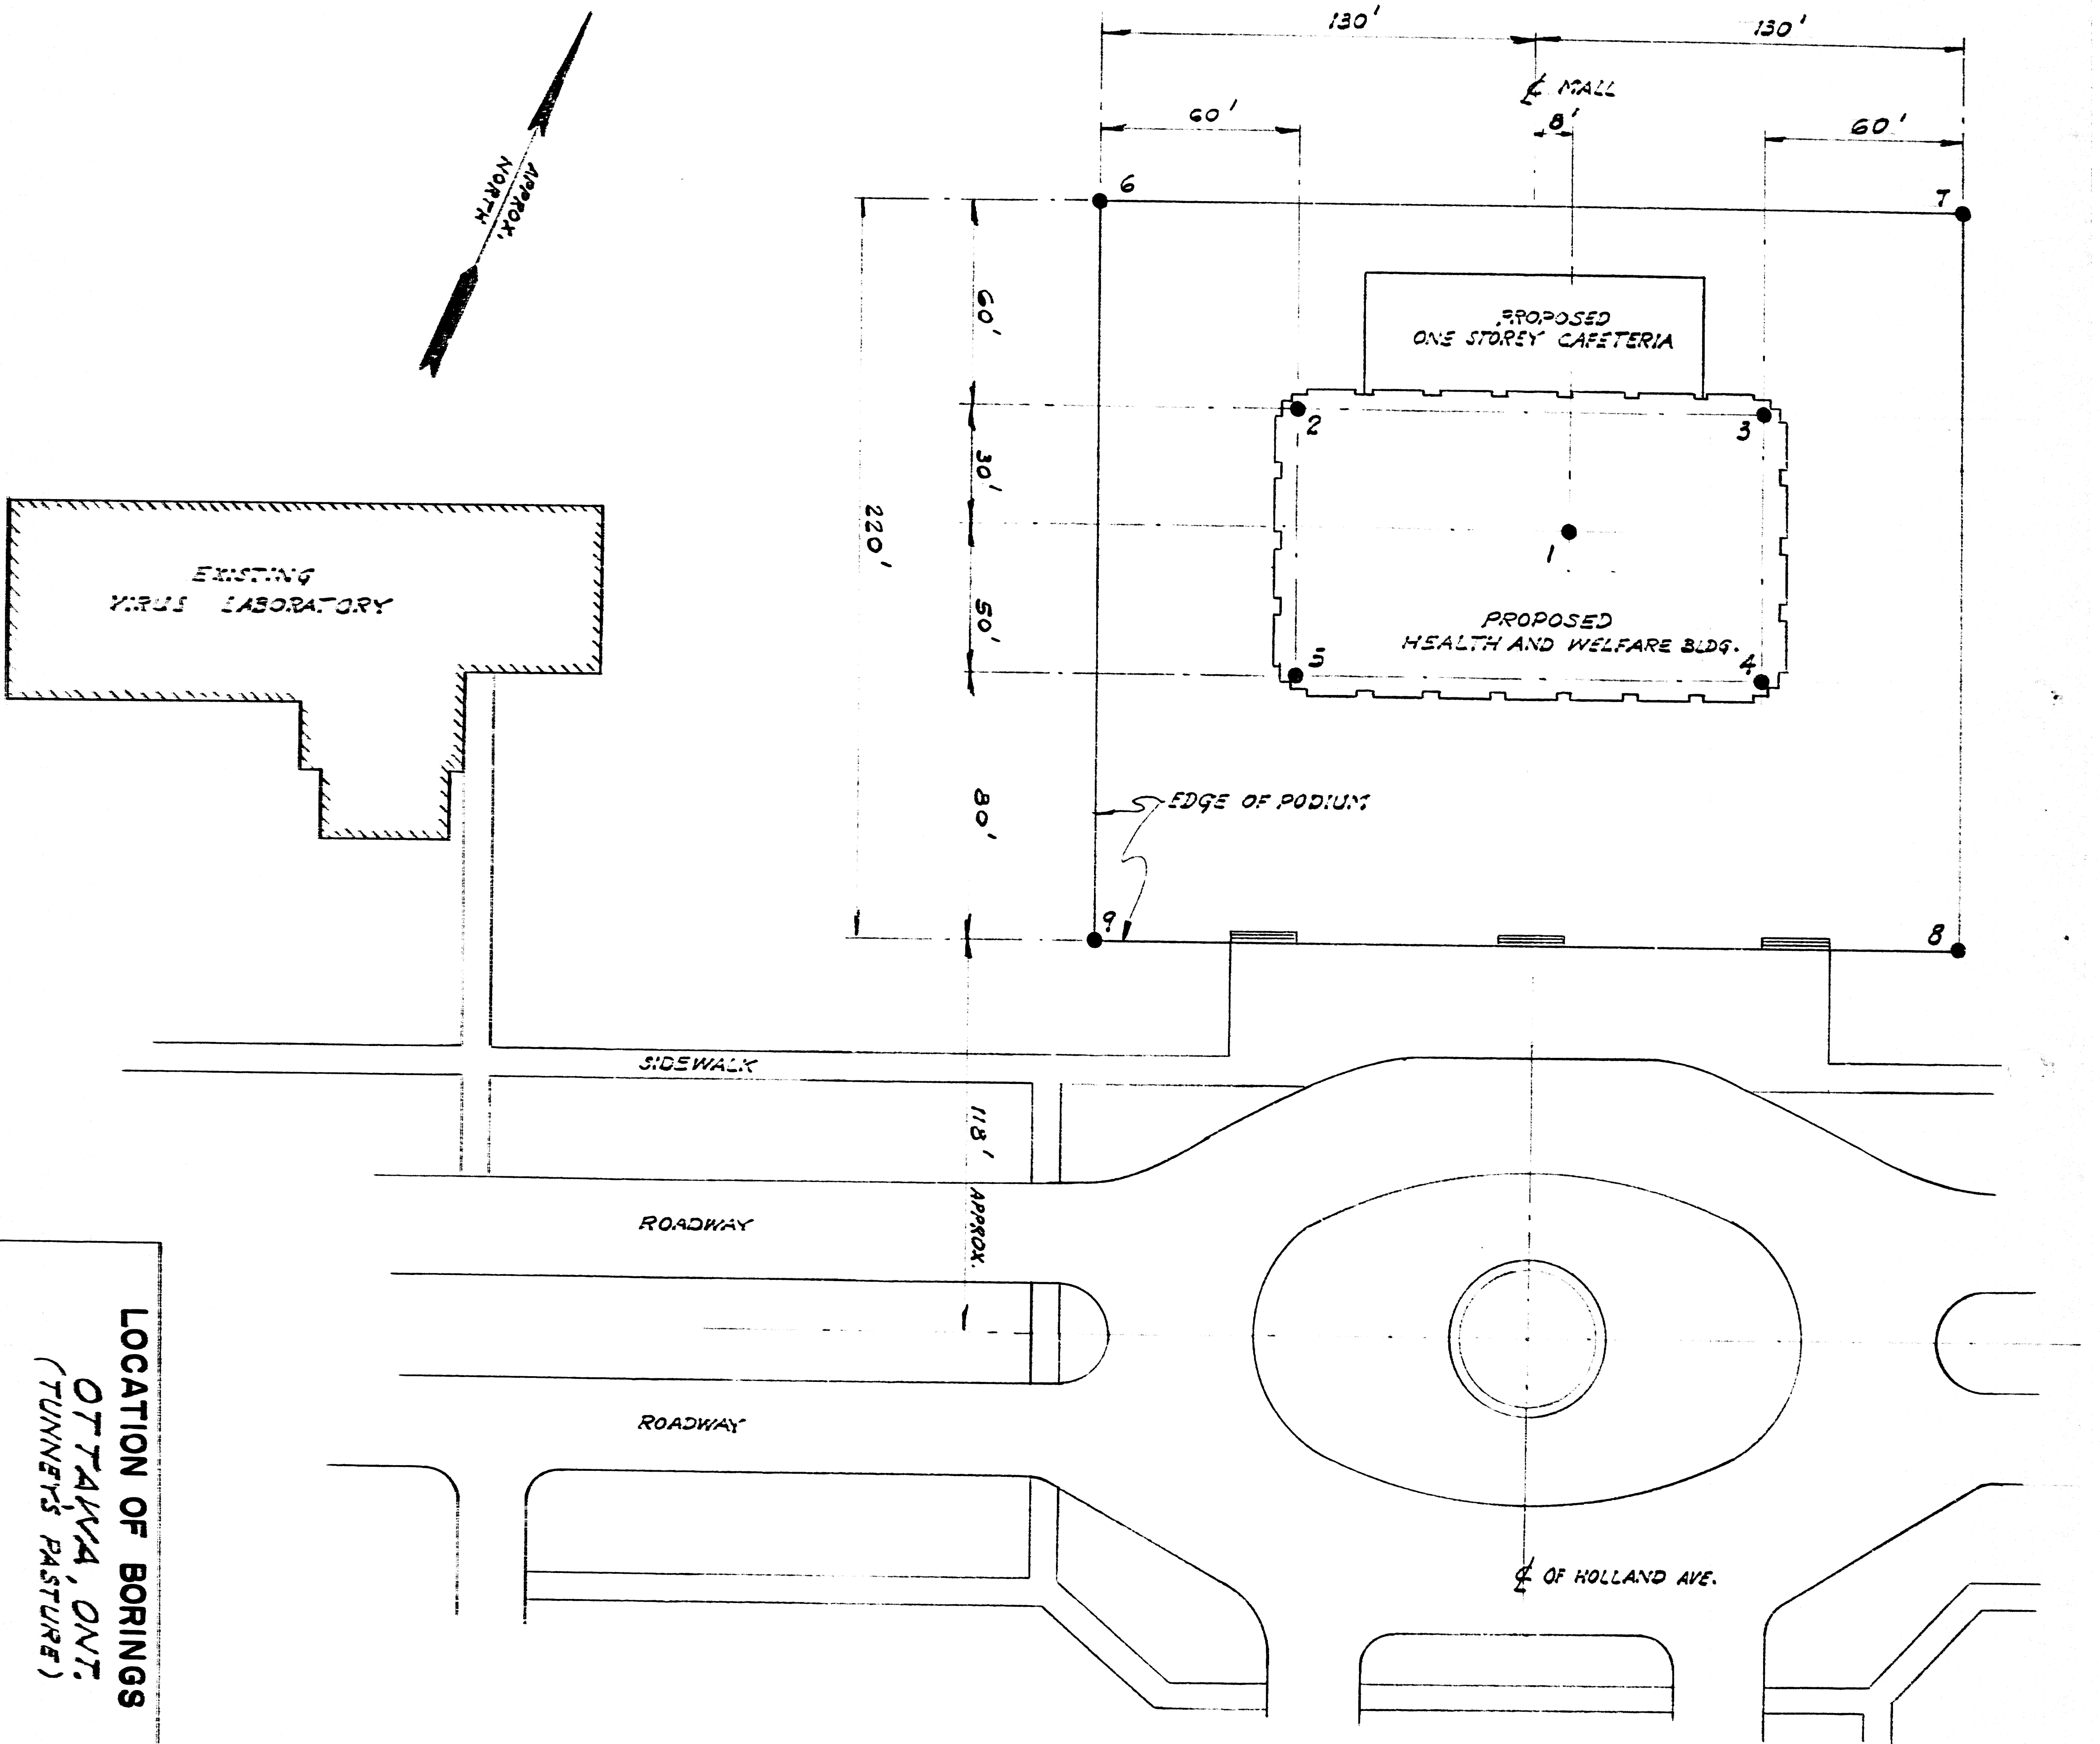 130'
130'
℄ MALL
60'
8'
60'
APPROX.
NORTH
6
7
60'
PROPOSED
ONE STOREY CAFETERIA
2
3
30'
220'
1
EXISTING
VIRUS LABORATORY
50'
PROPOSED
HEALTH AND WELFARE BLDG.
5
4
80'
EDGE OF PODIUM
9
8
SIDEWALK
118' APPROX.
ROADWAY
ROADWAY
℄ OF HOLLAND AVE.
LOCATION OF BORINGS
OTTAWA, ONT.
(TUNNEY'S PASTURE)